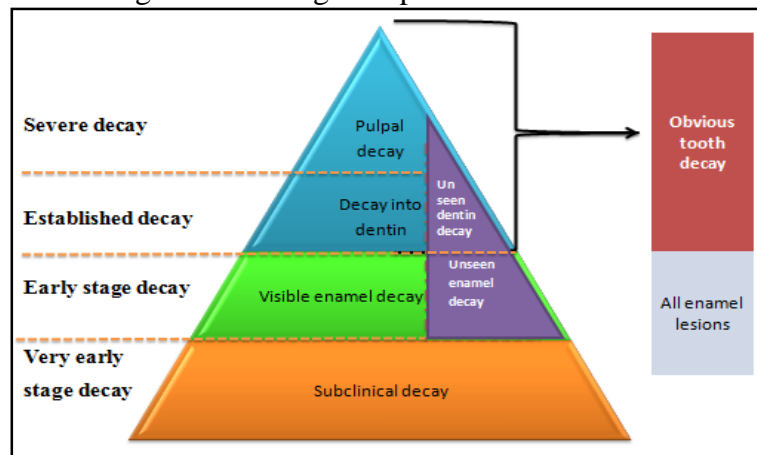 Severe decay
Pulpal
decay
Obvious
tooth
decay
Established decay
Decay into
dentin
Un
seen
dentin
decay
Early stage decay
Visible enamel decay
Unseen
enamel
decay
All enamel
lesions
Very early
stage decay
Subclinical decay